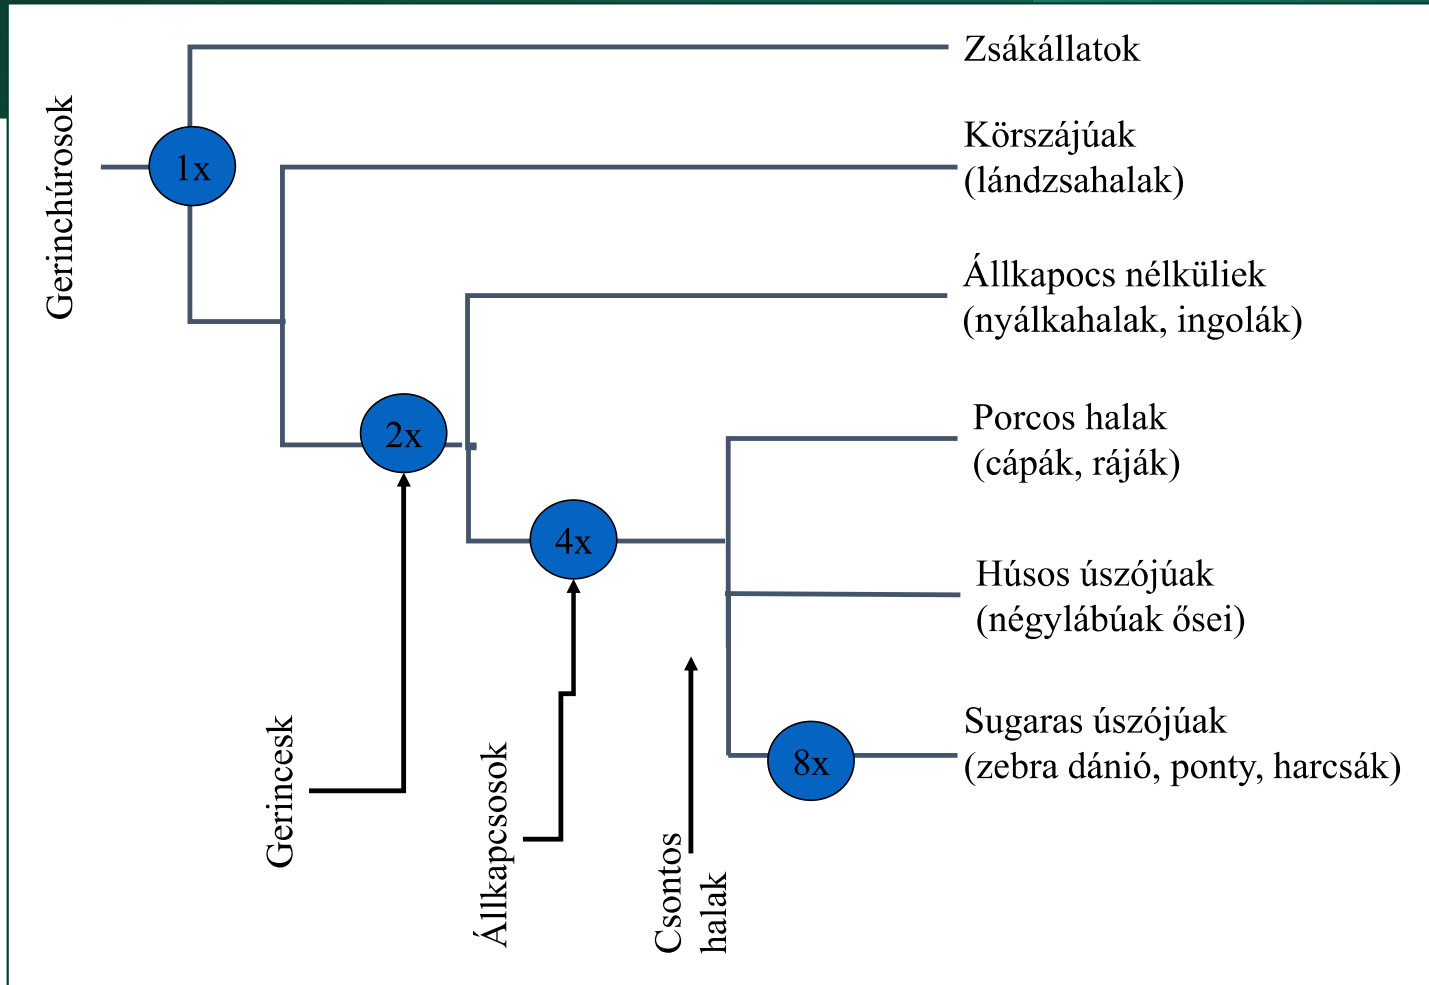 Zsákállatok
Gerinchúrosok
1x
Körszájúak
(lándzsahalak)
Állkapocs nélküliek
(nyálkahalak, ingolák)
2x
Porcos halak
(cápák, ráják)
4x
Húsos úszójúak
(négylábúak ősei)
Sugaras úszójúak
(zebra dánió, ponty, harcsák)
8x
Gerincesk
Állkapcsosok
Csontos
halak